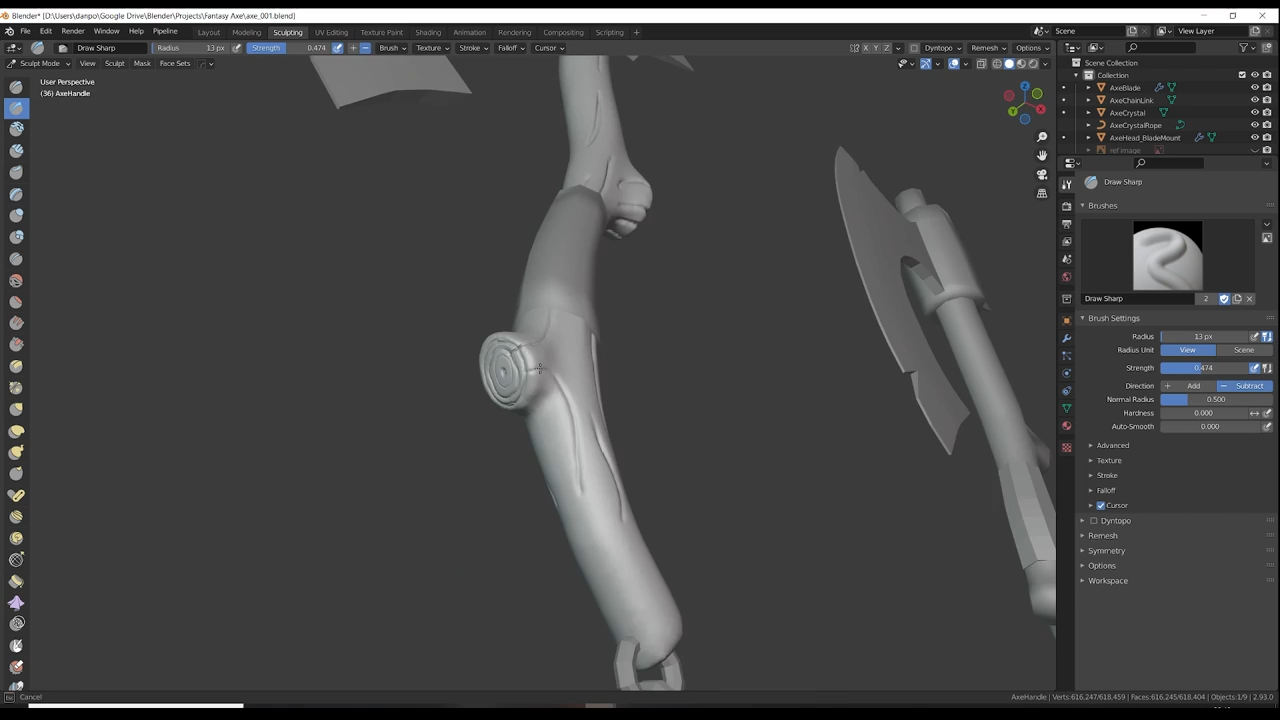 Blender* [D:\Users\danpo\Google Drive\Blender\Projects\Fantasy Axe\axe_001.blend]
File Edit Render Window Help Pipeline Layout Modeling Sculpting UV Editing Texture Paint Shading Animation Rendering Compositing Scripting + Scene View Layer
Draw Sharp Radius 13 px Strength 0.474 + − Brush Texture Stroke Falloff Cursor X Y Z Dyntopo Remesh Options
Sculpt Mode View Sculpt Mask Face Sets
User Perspective
(36) AxeHandle
Scene Collection
Collection
AxeBlade
AxeChainLink
AxeCrystal
AxeCrystalRope
AxeHead_BladeMount
ref image
Draw Sharp
Brushes
Draw Sharp 2
Brush Settings
Radius 13 px
Radius Unit View Scene
Strength 0.474
Direction + Add − Subtract
Normal Radius 0.500
Hardness 0.000
Auto-Smooth 0.000
Advanced
Texture
Stroke
Falloff
Cursor
Dyntopo
Remesh
Symmetry
Options
Workspace
Z
X
Y
Cancel
AxeHandle | Verts:616,247/618,459 | Faces:616,245/618,404 | Objects:1/9 | 2.93.0